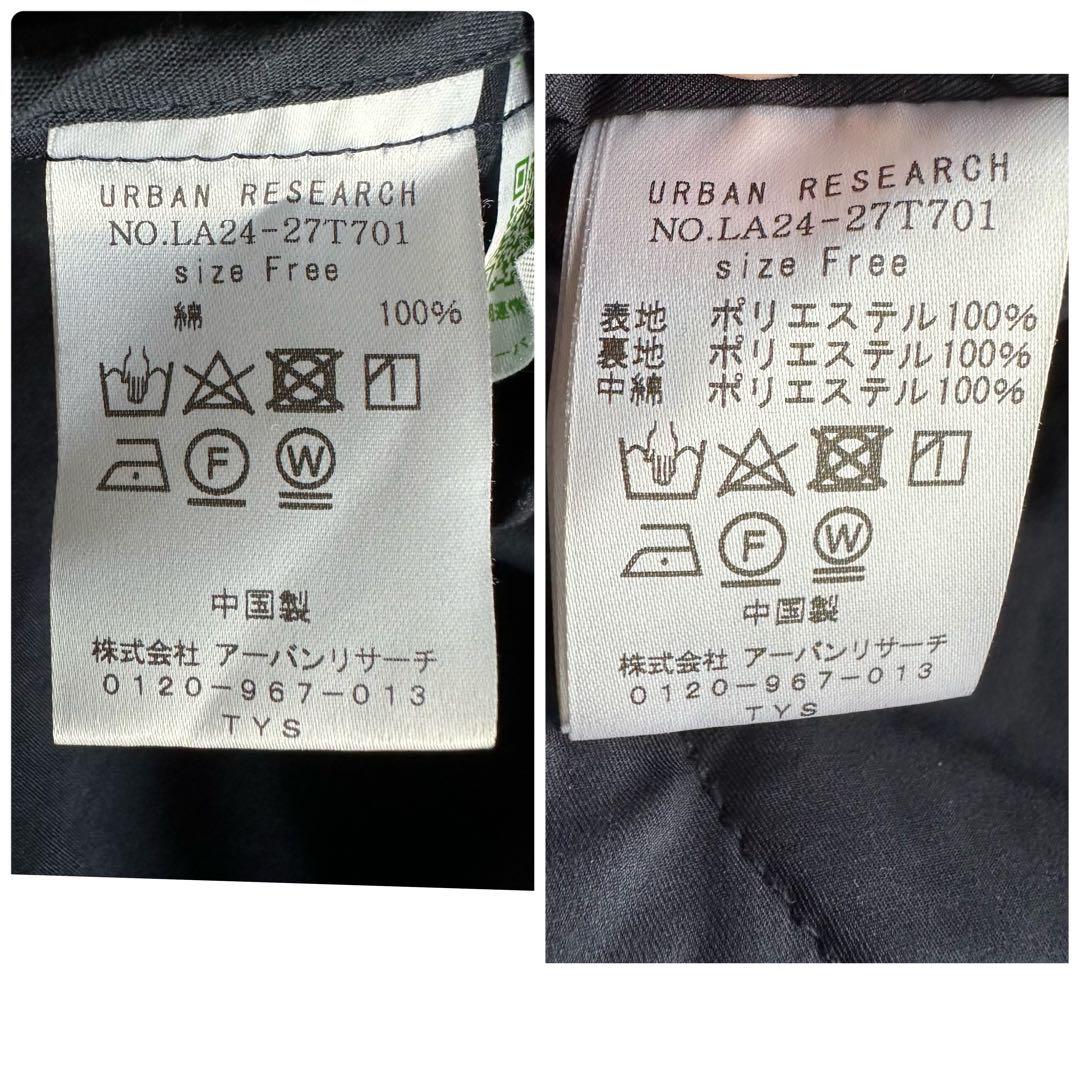 URBAN RESEARCH
NO.LA24-27T701
size Free
綿 100%
F W
中国製
株式会社 アーバンリサーチ
0120-967-013
TYS
URBAN RESEARCH
NO.LA24-27T701
size Free
表地 ポリエステル100%
裏地 ポリエステル100%
中綿 ポリエステル100%
F W
中国製
株式会社 アーバンリサーチ
0120-967-013
TYS